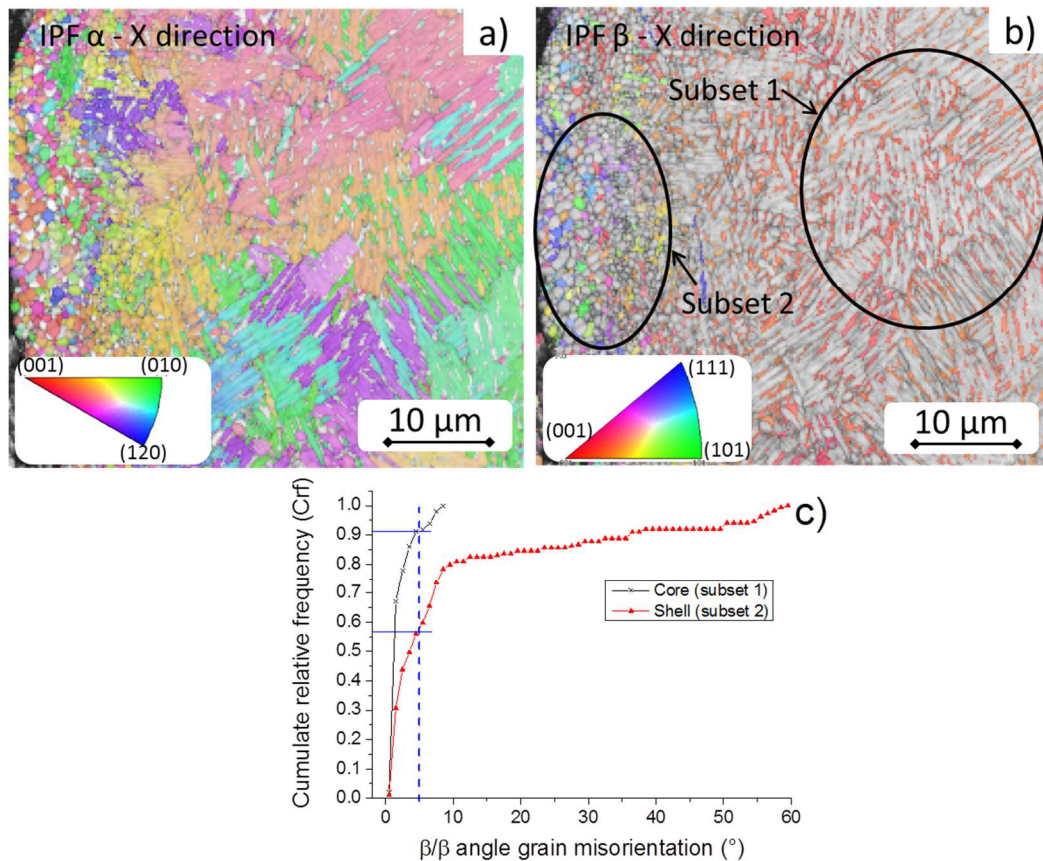 IPF α - X direction
a)
(001)
(010)
(120)
10 µm
IPF β - X direction
b)
Subset 1
Subset 2
(111)
(001)
(101)
10 µm
c)
Cumulate relative frequency (Crf)
1.0
0.9
0.8
0.7
0.6
0.5
0.4
0.3
0.2
0.1
0.0
Core (subset 1)
Shell (subset 2)
0 10 20 30 40 50 60
β/β angle grain misorientation (°)